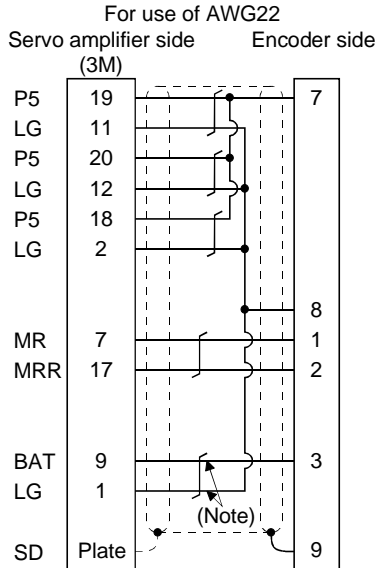 For use of AWG22
Servo amplifier side Encoder side
(3M)
P5 19 7
LG 11
P5 20
LG 12
P5 18
LG 2
8
MR 7 1
MRR 17 2
BAT 9 3
LG 1
(Note)
SD Plate 9